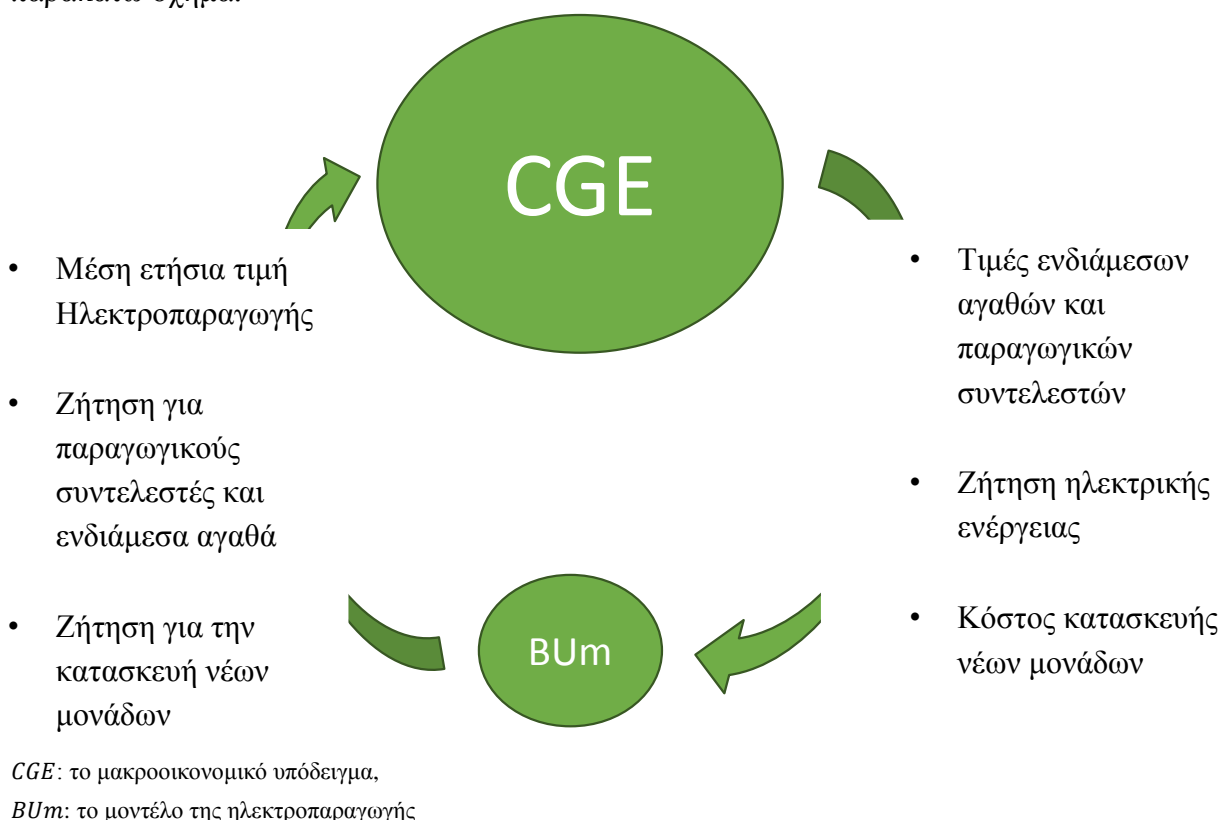 CGE
• Μέση ετήσια τιμή
Ηλεκτροπαραγωγής
• Ζήτηση για
παραγωγικούς
συντελεστές και
ενδιάμεσα αγαθά
• Ζήτηση για την
κατασκευή νέων
μονάδων
• Τιμές ενδιάμεσων
αγαθών και
παραγωγικών
συντελεστών
• Ζήτηση ηλεκτρικής
ενέργειας
• Κόστος κατασκευής
νέων μονάδων
BUm
CGE: το μακροοικονομικό υπόδειγμα,
BUm: το μοντέλο της ηλεκτροπαραγωγής